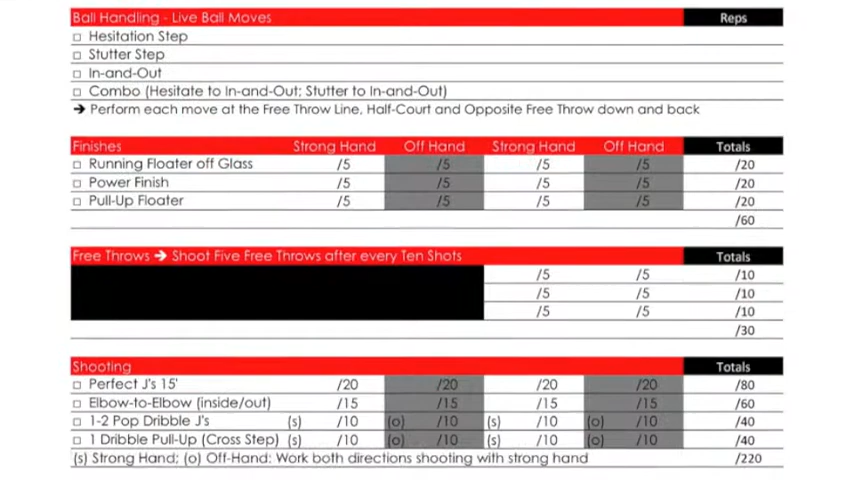 Ball Handling - Live Ball Moves Reps
Hesitation Step
Stutter Step
In-and-Out
Combo (Hesitate to In-and-Out; Stutter to In-and-Out)
➔ Perform each move at the Free Throw Line, Half-Court and Opposite Free Throw down and back
Finishes Strong Hand Off Hand Strong Hand Off Hand Totals
Running Floater off Glass /5 /5 /5 /5 /20
Power Finish /5 /5 /5 /5 /20
Pull-Up Floater /5 /5 /5 /5 /20
/60
Free Throws ➔ Shoot Five Free Throws after every Ten Shots Totals
/5 /5 /10
/5 /5 /10
/5 /5 /10
/30
Shooting Totals
Perfect J's 15' /20 /20 /20 /20 /80
Elbow-to-Elbow (inside/out) /15 /15 /15 /15 /60
1-2 Pop Dribble J's (s) /10 (o) /10 (s) /10 (o) /10 /40
1 Dribble Pull-Up (Cross Step) (s) /10 (o) /10 (s) /10 (o) /10 /40
(s) Strong Hand; (o) Off-Hand: Work both directions shooting with strong hand /220